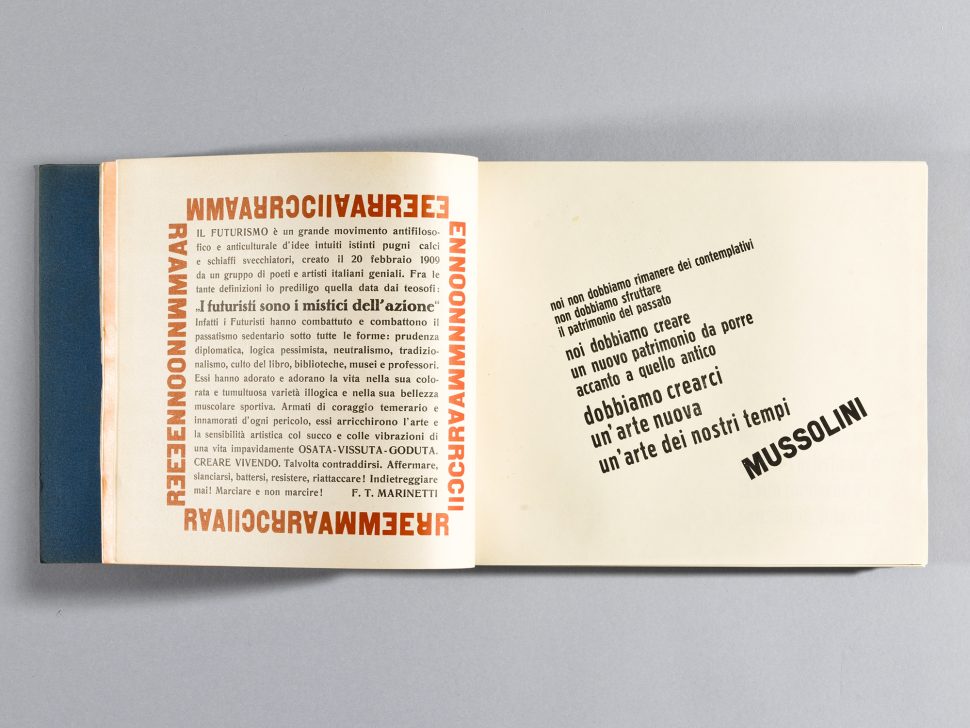 IL FUTURISMO è un grande movimento antifiloso-
fico e anticulturale d'idee intuiti istinti pugni calci
e schiaffi svecchiatori, creato il 20 febbraio 1909
da un gruppo di poeti e artisti italiani geniali. Fra le
tante definizioni io prediligo quella data dai teosofi:
„I futuristi sono i mistici dell'azione“
Infatti i Futuristi hanno combattuto e combattono il
passatismo sedentario sotto tutte le forme: prudenza
diplomatica, logica pessimista, neutralismo, tradizio-
nalismo, culto del libro, biblioteche, musei e professori.
Essi hanno adorato e adorano la vita nella sua colo-
rata e tumultuosa varietà illogica e nella sua bellezza
muscolare sportiva. Armati di coraggio temerario e
innamorati d'ogni pericolo, essi arricchirono l'arte e
la sensibilità artistica col succo e colle vibrazioni di
una vita impavidamente OSATA-VISSUTA-GODUTA.
CREARE VIVENDO. Talvolta contraddirsi. Affermare,
slanciarsi, battersi, resistere, riattaccare! Indietreggiare
mai! Marciare e non marcire! F. T. MARINETTI
noi non dobbiamo rimanere dei contemplativi
non dobbiamo sfruttare
il patrimonio del passato
noi dobbiamo creare
un nuovo patrimonio da porre
accanto a quello antico
dobbiamo crearci
un'arte nuova
un'arte dei nostri tempi
MUSSOLINI